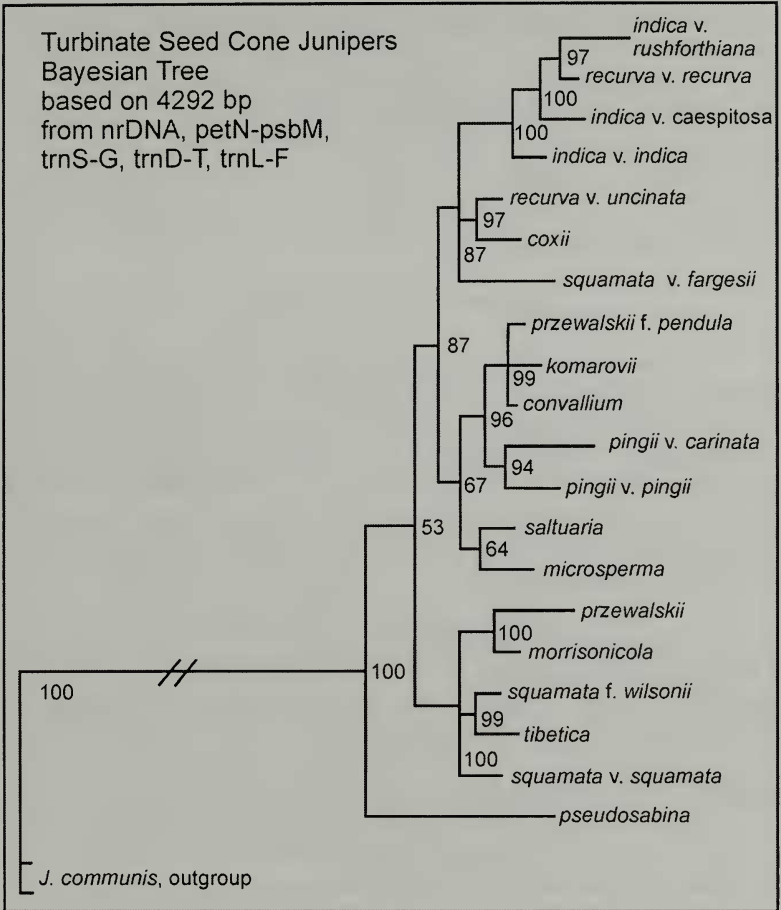 Turbinate Seed Cone Junipers
Bayesian Tree
based on 4292 bp
from nrDNA, petN-psbM,
trnS-G, trnD-T, trnL-F
indica v.
rushforthiana
97
recurva v. recurva
100
indica v. caespitosa
100
indica v. indica
recurva v. uncinata
97
coxii
87
squamata v. fargesii
przewalskii f. pendula
87
komarovii
99
convallium
96
pingii v. carinata
94
67
pingii v. pingii
53
saltuaria
64
microsperma
przewalskii
100
morrisonicola
100
100
squamata f. wilsonii
99
tibetica
100
squamata v. squamata
pseudosabina
J. communis, outgroup